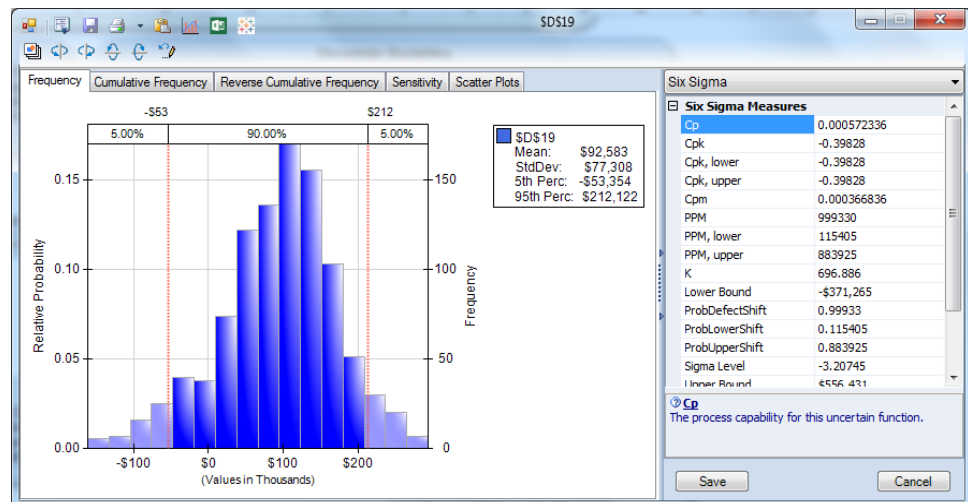 $D$19
Frequency
Cumulative Frequency
Reverse Cumulative Frequency
Sensitivity
Scatter Plots
-$53
$212
5.00%
90.00%
5.00%
$D$19
Mean: $92,583
StdDev: $77,308
5th Perc: -$53,354
95th Perc: $212,122
0.15
0.10
0.05
0.00
Relative Probability
150
100
50
0
Frequency
-$100
$0
$100
$200
(Values in Thousands)
Six Sigma
Six Sigma Measures
Cp 0.000572336
Cpk -0.39828
Cpk, lower -0.39828
Cpk, upper -0.39828
Cpm 0.000366836
PPM 999330
PPM, lower 115405
PPM, upper 883925
K 696.886
Lower Bound -$371,265
ProbDefectShift 0.99933
ProbLowerShift 0.115405
ProbUpperShift 0.883925
Sigma Level -3.20745
Upper Bound $556,431
Cp
The process capability for this uncertain function.
Save
Cancel